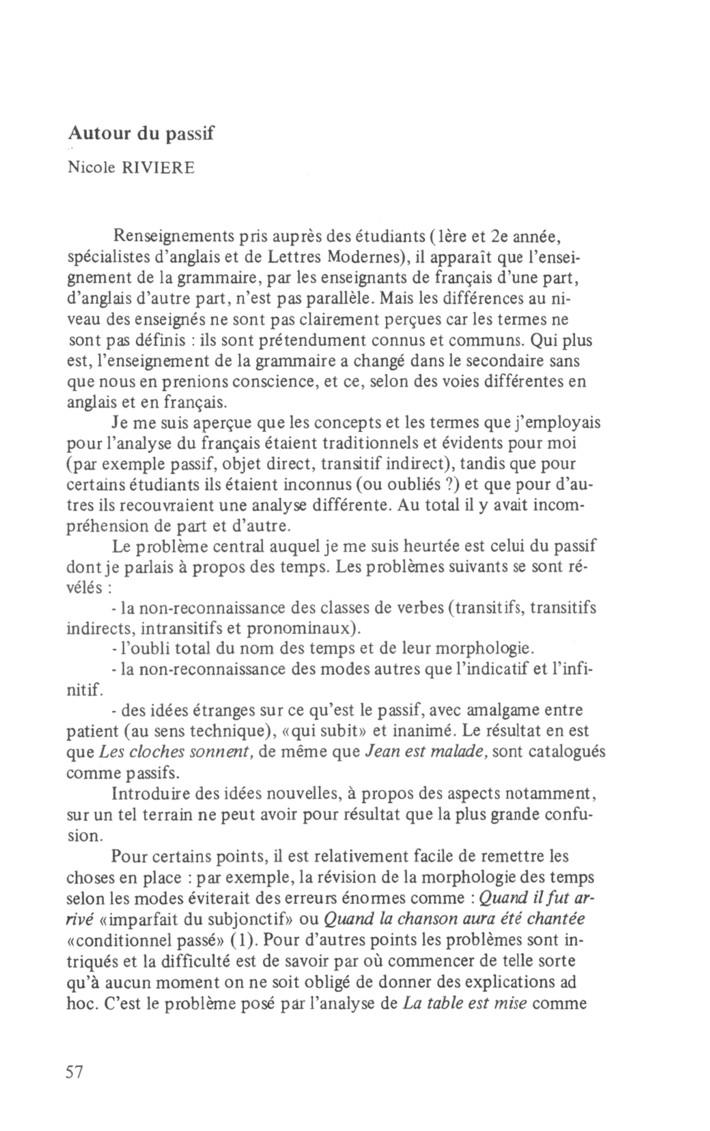 Autour du passif
Nicole RIVIERE
Renseignements pris auprès des étudiants (1ère et 2e année,
spécialistes d'anglais et de Lettres Modernes), il apparaît que l'ensei-
gnement de la grammaire, par les enseignants de français d'une part,
d'anglais d'autre part, n'est pas parallèle. Mais les différences au ni-
veau des enseignés ne sont pas clairement perçues car les termes ne
sont pas définis : ils sont prétendument connus et communs. Qui plus
est, l'enseignement de la grammaire a changé dans le secondaire sans
que nous en prenions conscience, et ce, selon des voies différentes en
anglais et en français.
Je me suis aperçue que les concepts et les termes que j'employais
pour l'analyse du français étaient traditionnels et évidents pour moi
(par exemple passif, objet direct, transitif indirect), tandis que pour
certains étudiants ils étaient inconnus (ou oubliés ?) et que pour d'au-
tres ils recouvraient une analyse différente. Au total il y avait incom-
préhension de part et d'autre.
Le problème central auquel je me suis heurtée est celui du passif
dont je parlais à propos des temps. Les problèmes suivants se sont ré-
vélés :
- la non-reconnaissance des classes de verbes (transitifs, transitifs
indirects, intransitifs et pronominaux).
- l'oubli total du nom des temps et de leur morphologie.
- la non-reconnaissance des modes autres que l'indicatif et l'infi-
nitif.
- des idées étranges sur ce qu'est le passif, avec amalgame entre
patient (au sens technique), «qui subit» et inanimé. Le résultat en est
que Les cloches sonnent, de même que Jean est malade, sont catalogués
comme passifs.
Introduire des idées nouvelles, à propos des aspects notamment,
sur un tel terrain ne peut avoir pour résultat que la plus grande confu-
sion.
Pour certains points, il est relativement facile de remettre les
choses en place : par exemple, la révision de la morphologie des temps
selon les modes éviterait des erreurs énormes comme : Quand il fut ar-
rivé «imparfait du subjonctif» ou Quand la chanson aura été chantée
«conditionnel passé» (1). Pour d'autres points les problèmes sont in-
triqués et la difficulté est de savoir par où commencer de telle sorte
qu'à aucun moment on ne soit obligé de donner des explications ad
hoc. C'est le problème posé par l'analyse de La table est mise comme
57